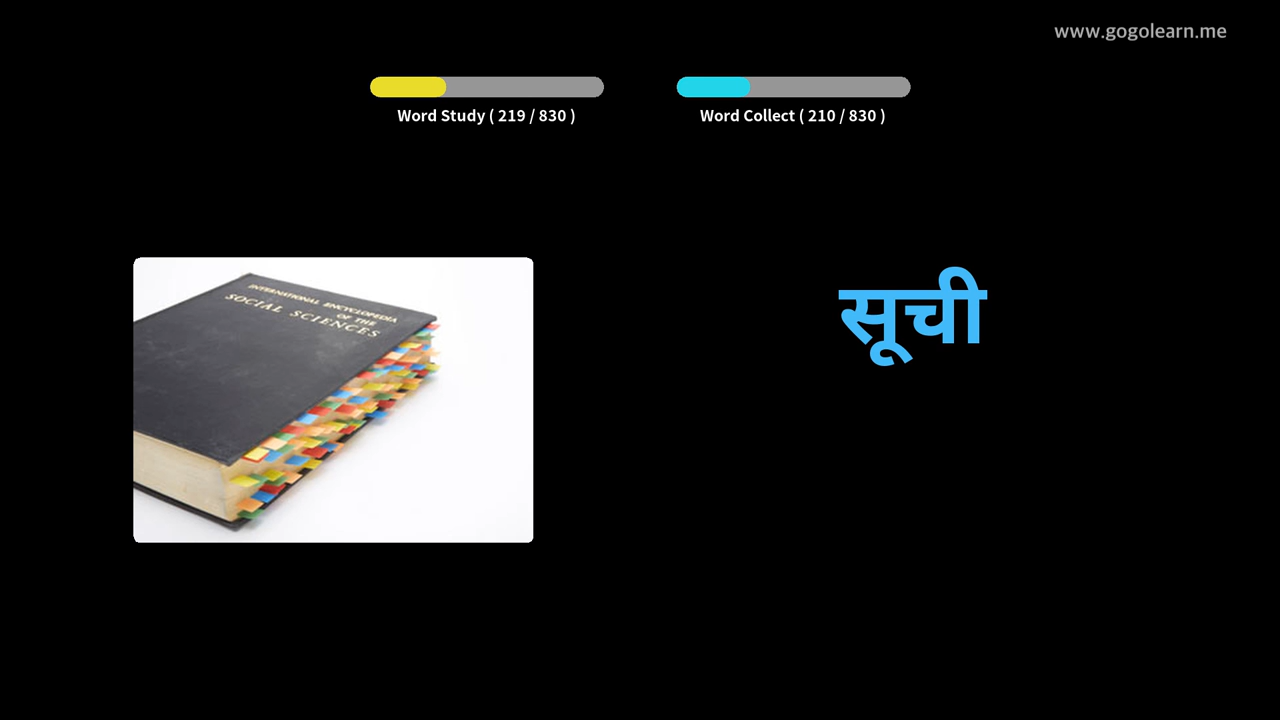 www.gogolearn.me
Word Study ( 219 / 830 )
Word Collect ( 210 / 830 )
INTERNATIONAL ENCYCLOPEDIA
OF THE
SOCIAL SCIENCES
सूची